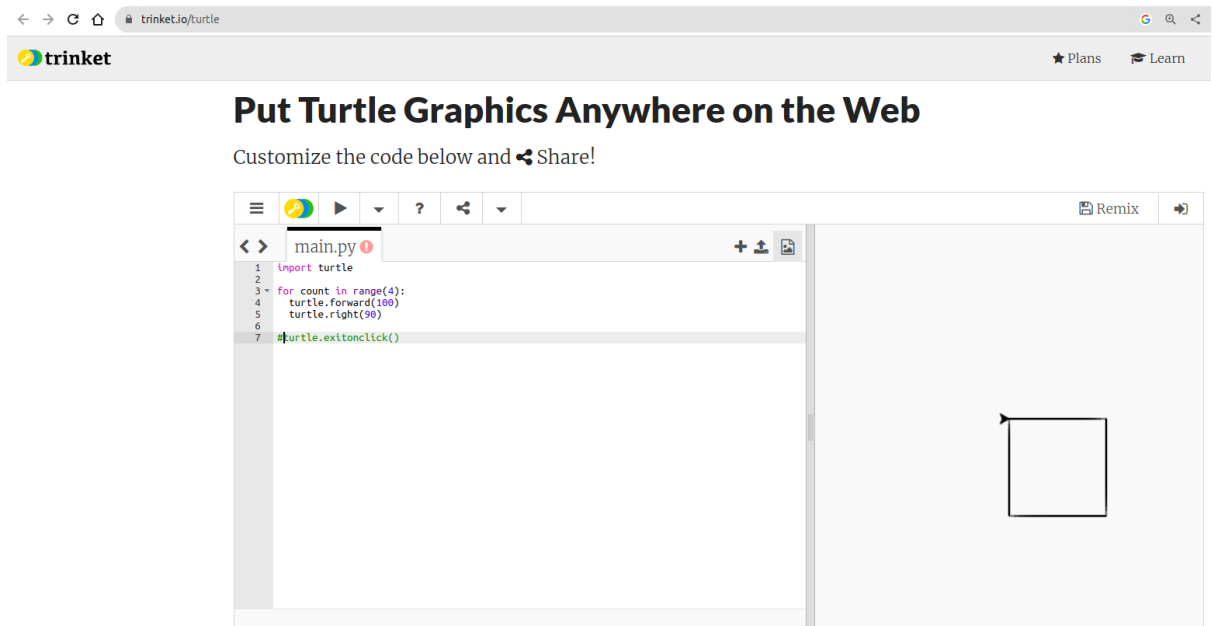 trinket.io/turtle
trinket
Plans
Learn
Put Turtle Graphics Anywhere on the Web
Customize the code below and Share!
?
Remix
main.py
1 import turtle
2
3 for count in range(4):
4   turtle.forward(100)
5   turtle.right(90)
6
7 #turtle.exitonclick()